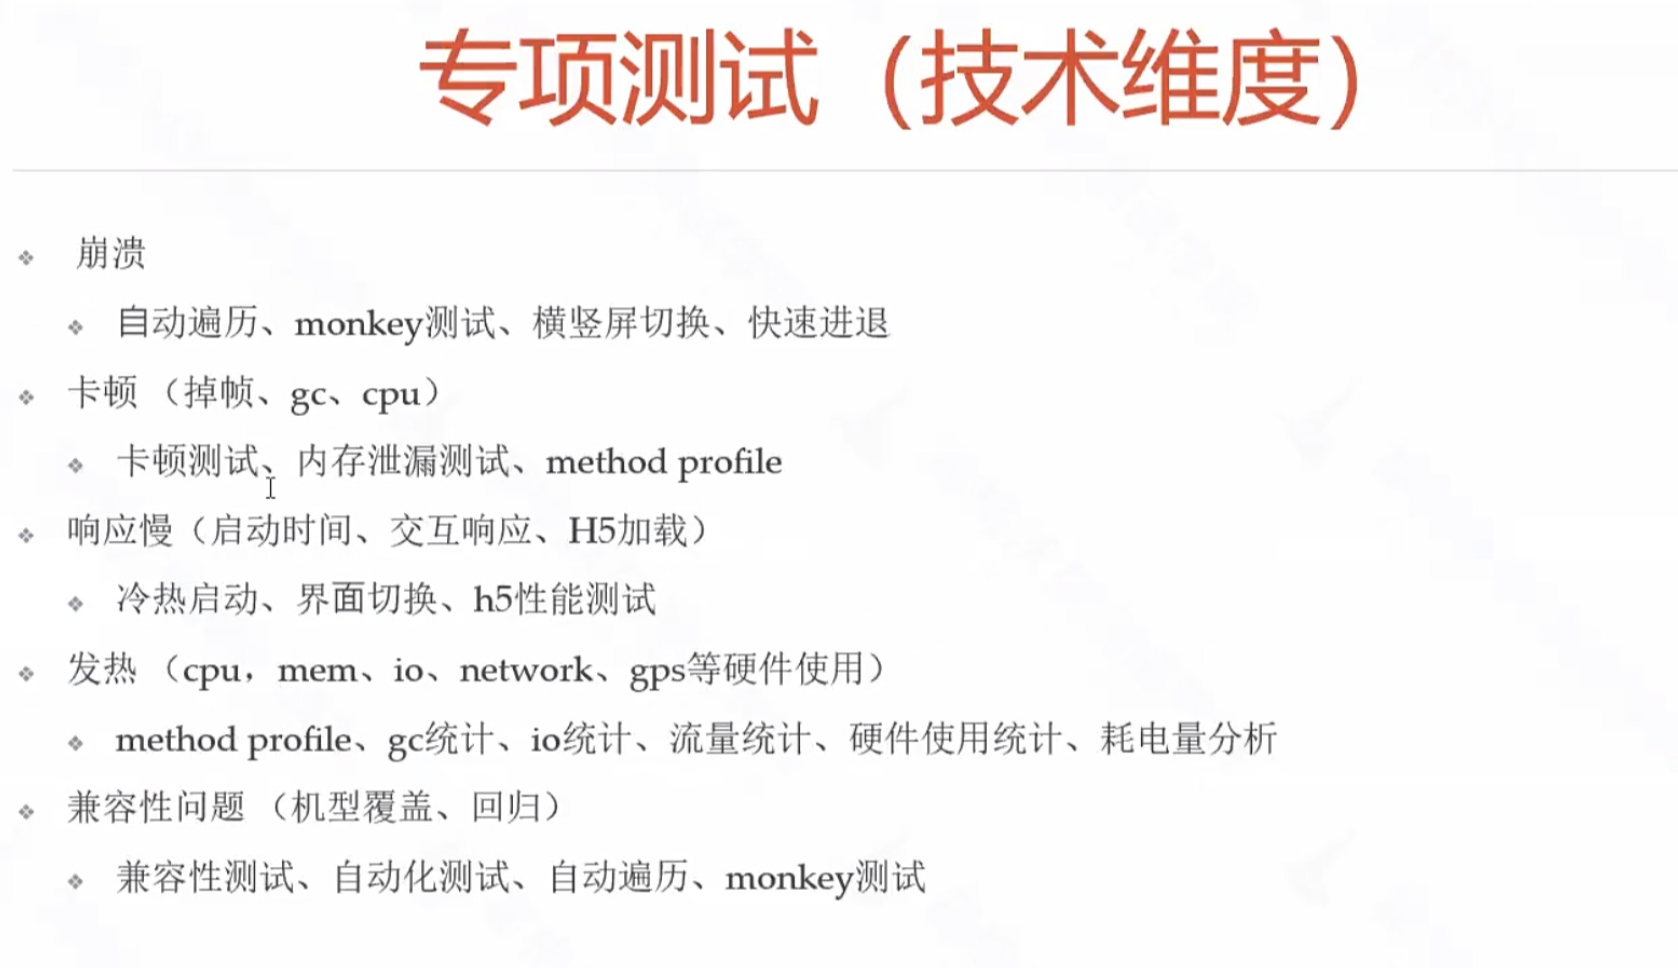 专项测试（技术维度）
崩溃
自动遍历、monkey测试、横竖屏切换、快速进退
卡顿（掉帧、gc、cpu）
卡顿测试、内存泄漏测试、method profile
响应慢（启动时间、交互响应、H5加载）
冷热启动、界面切换、h5性能测试
发热（cpu，mem、io、network、gps等硬件使用）
method profile、gc统计、io统计、流量统计、硬件使用统计、耗电量分析
兼容性问题（机型覆盖、回归）
兼容性测试、自动化测试、自动遍历、monkey测试